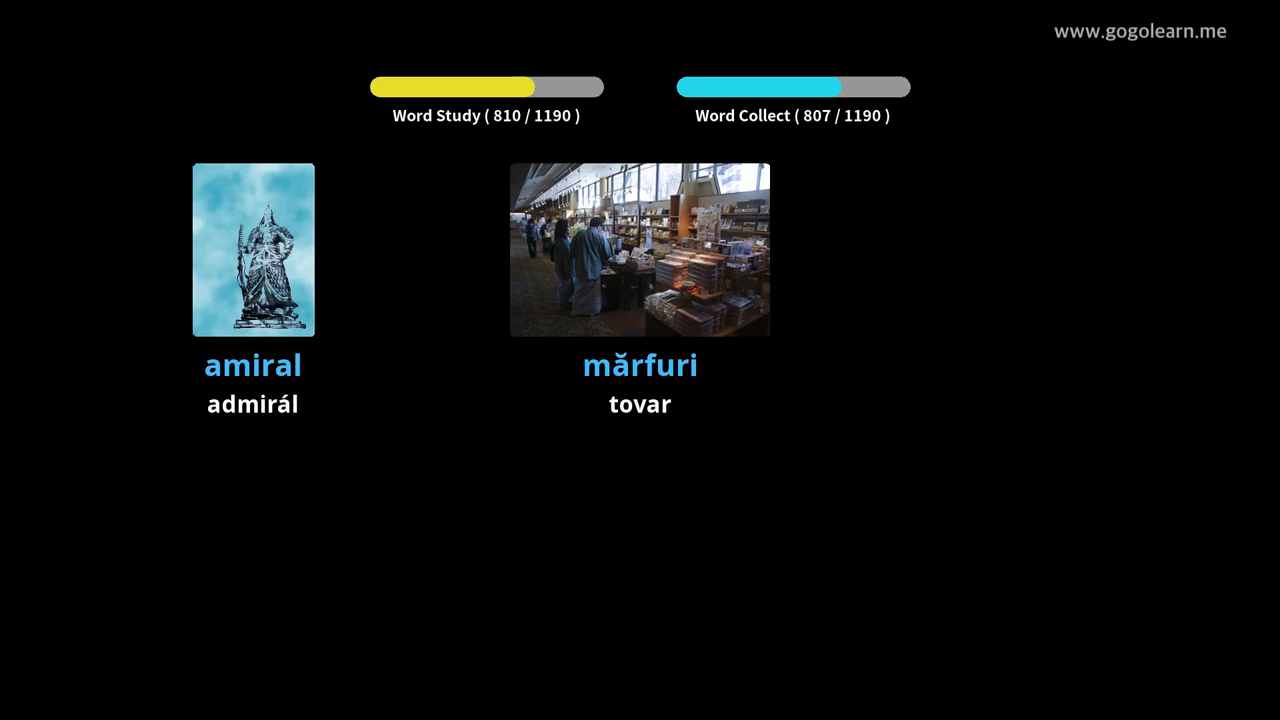 www.gogolearn.me
Word Study ( 810 / 1190 )
Word Collect ( 807 / 1190 )
amiral
admirál
mărfuri
tovar